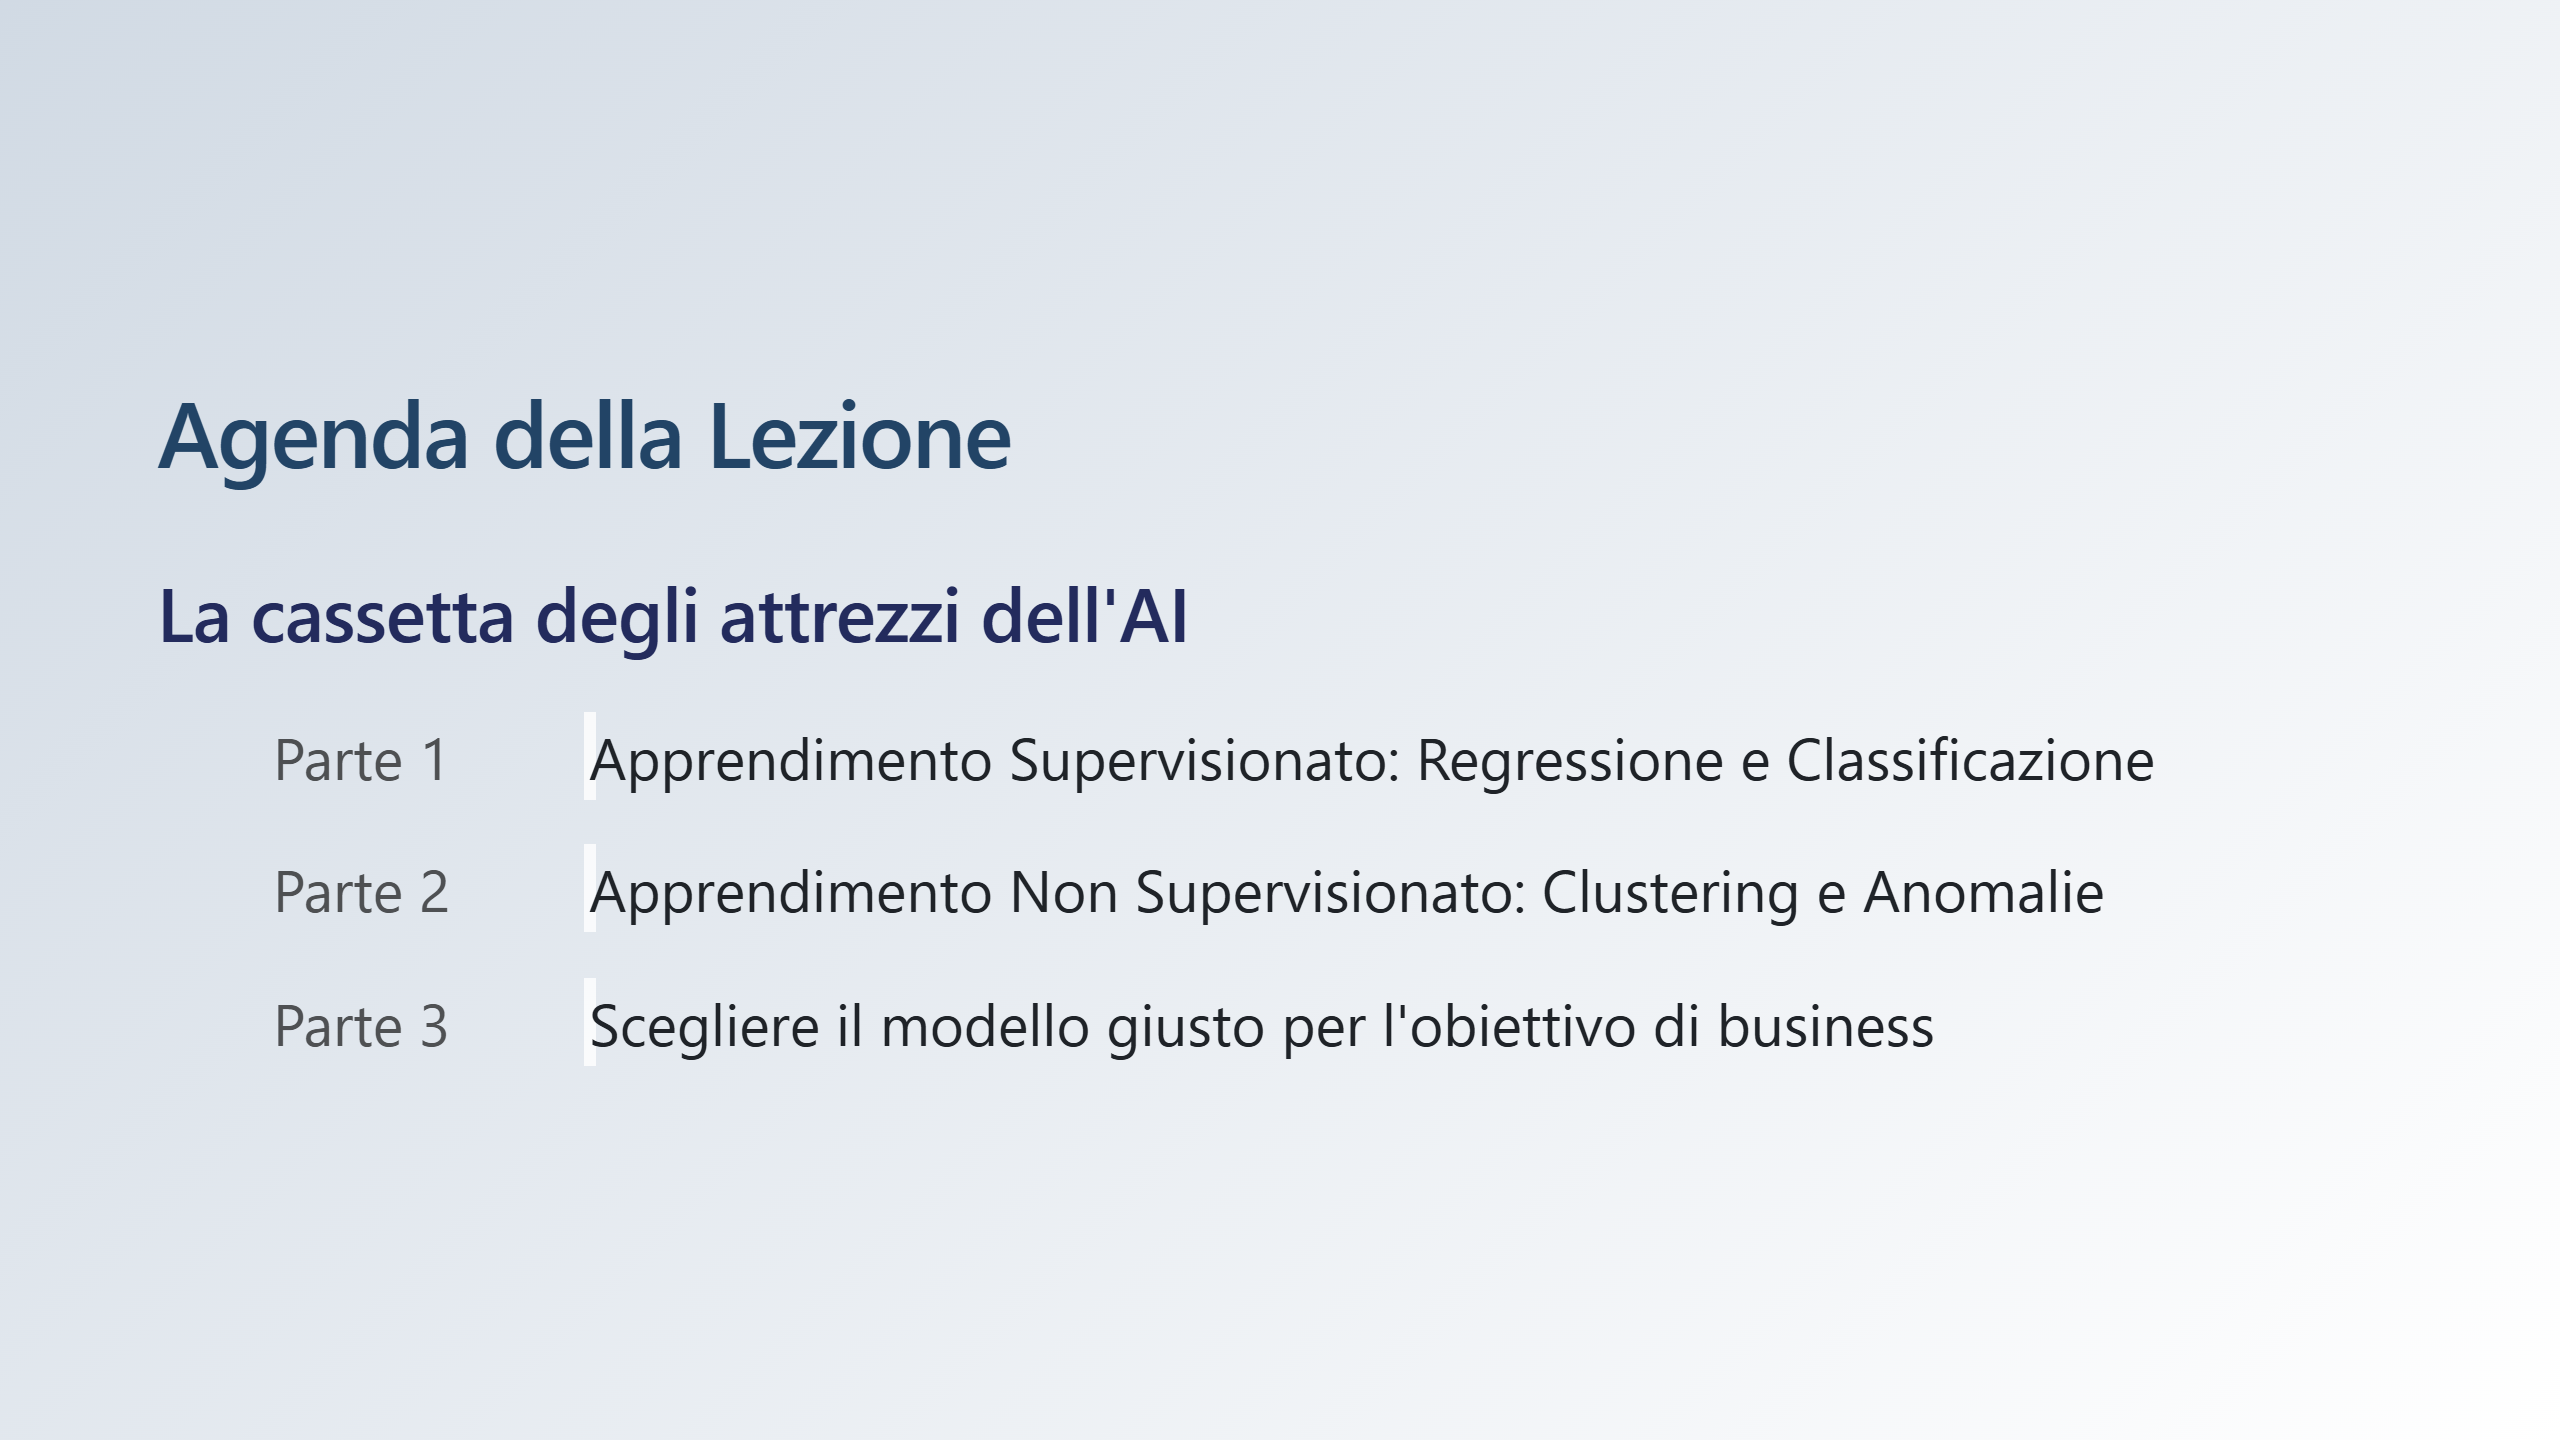 Agenda della Lezione
La cassetta degli attrezzi dell'AI
Parte 1 Apprendimento Supervisionato: Regressione e Classificazione
Parte 2 Apprendimento Non Supervisionato: Clustering e Anomalie
Parte 3 Scegliere il modello giusto per l'obiettivo di business